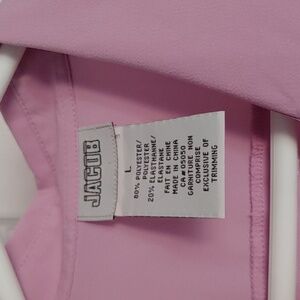 JACOB
L
80% POLYESTER/
POLYESTER
20% ELASTHANNE/
ELASTANE
FAIT EN CHINE
MADE IN CHINA
CA#05050
GARNITURE NON
COMPRISE
EXCLUSIVE OF
TRIMMING